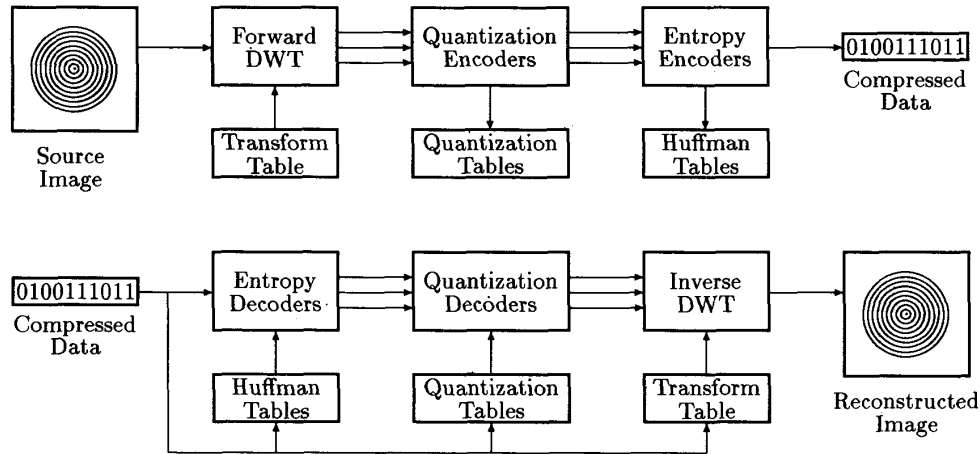 Forward
DWT
Quantization
Encoders
Entropy
Encoders
0100111011
Compressed
Data
Source
Image
Transform
Table
Quantization
Tables
Huffman
Tables
0100111011
Compressed
Data
Entropy
Decoders
Quantization
Decoders
Inverse
DWT
Huffman
Tables
Quantization
Tables
Transform
Table
Reconstructed
Image